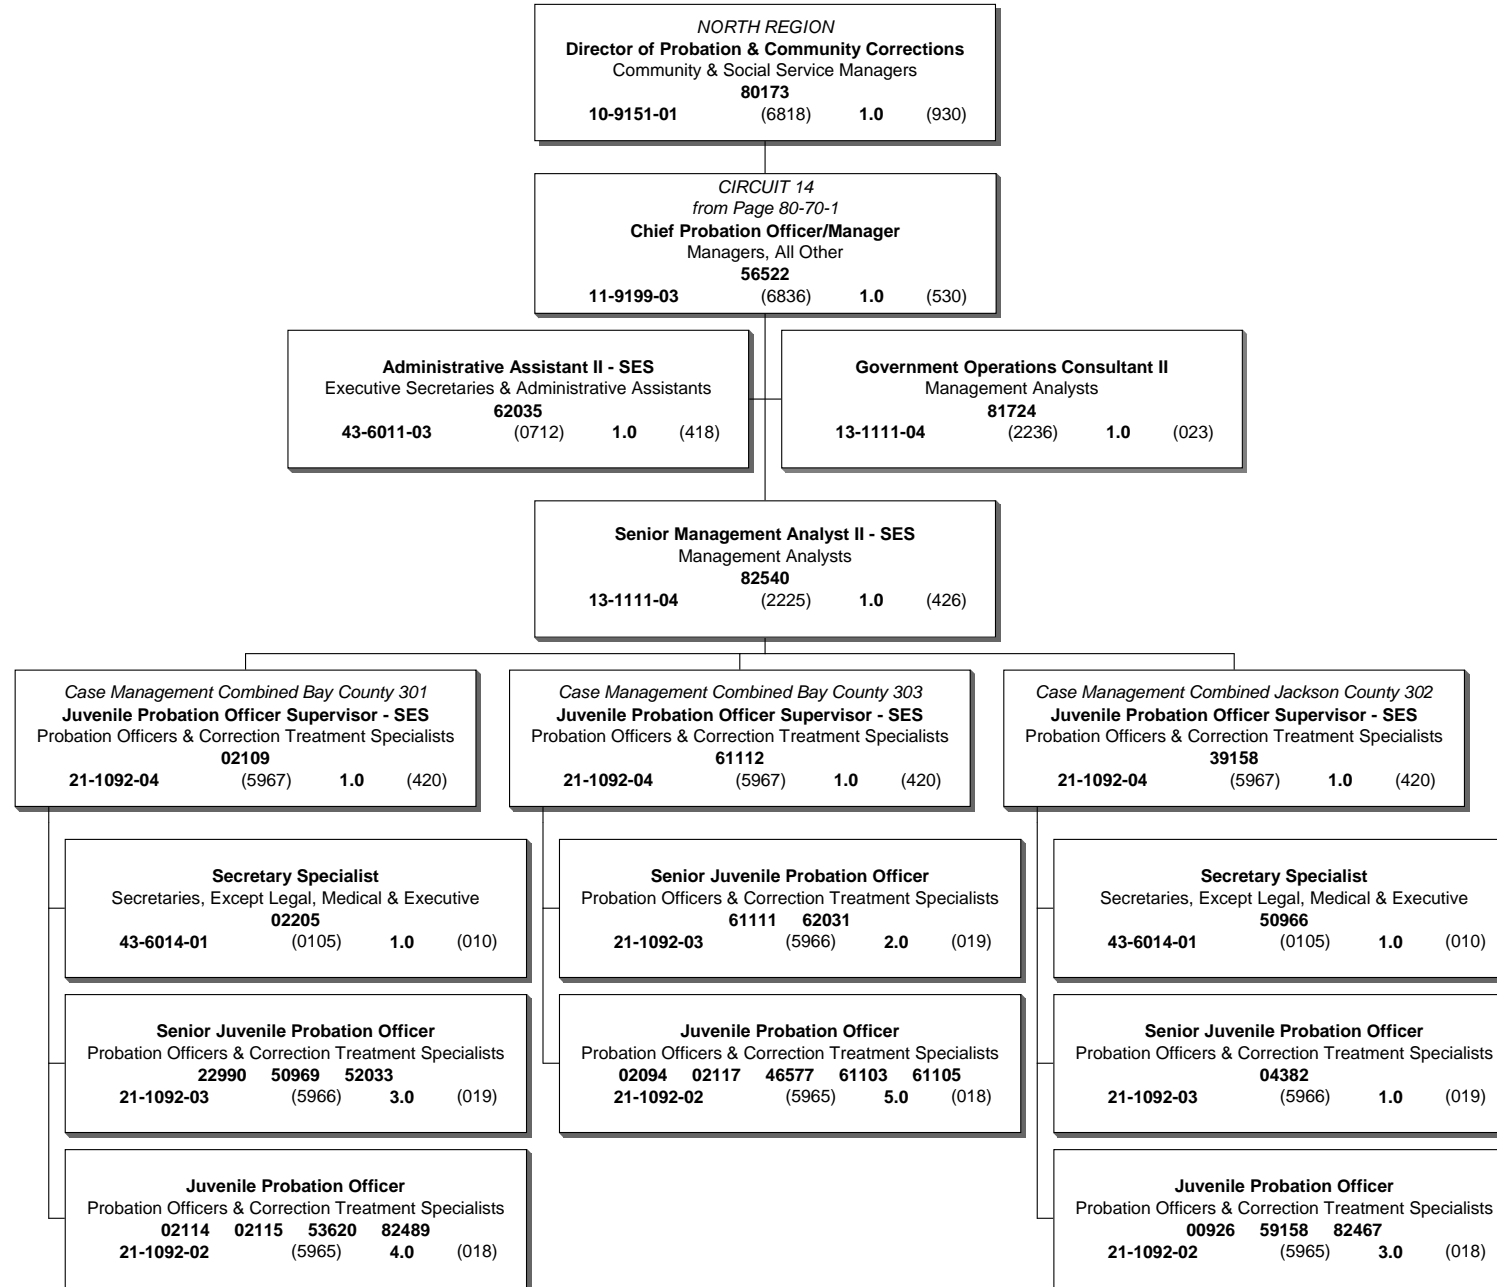 NORTH REGION
Director of Probation & Community Corrections
Community & Social Service Managers
80173
10-9151-01 (6818) 1.0 (930)
CIRCUIT 14
from Page 80-70-1
Chief Probation Officer/Manager
Managers, All Other
56522
11-9199-03 (6836) 1.0 (530)
Administrative Assistant II - SES
Executive Secretaries & Administrative Assistants
62035
43-6011-03 (0712) 1.0 (418)
Government Operations Consultant II
Management Analysts
81724
13-1111-04 (2236) 1.0 (023)
Senior Management Analyst II - SES
Management Analysts
82540
13-1111-04 (2225) 1.0 (426)
Case Management Combined Bay County 301
Juvenile Probation Officer Supervisor - SES
Probation Officers & Correction Treatment Specialists
02109
21-1092-04 (5967) 1.0 (420)
Secretary Specialist
Secretaries, Except Legal, Medical & Executive
02205
43-6014-01 (0105) 1.0 (010)
Senior Juvenile Probation Officer
Probation Officers & Correction Treatment Specialists
22990 50969 52033
21-1092-03 (5966) 3.0 (019)
Juvenile Probation Officer
Probation Officers & Correction Treatment Specialists
02114 02115 53620 82489
21-1092-02 (5965) 4.0 (018)
Case Management Combined Bay County 303
Juvenile Probation Officer Supervisor - SES
Probation Officers & Correction Treatment Specialists
61112
21-1092-04 (5967) 1.0 (420)
Senior Juvenile Probation Officer
Probation Officers & Correction Treatment Specialists
61111 62031
21-1092-03 (5966) 2.0 (019)
Juvenile Probation Officer
Probation Officers & Correction Treatment Specialists
02094 02117 46577 61103 61105
21-1092-02 (5965) 5.0 (018)
Case Management Combined Jackson County 302
Juvenile Probation Officer Supervisor - SES
Probation Officers & Correction Treatment Specialists
39158
21-1092-04 (5967) 1.0 (420)
Secretary Specialist
Secretaries, Except Legal, Medical & Executive
50966
43-6014-01 (0105) 1.0 (010)
Senior Juvenile Probation Officer
Probation Officers & Correction Treatment Specialists
04382
21-1092-03 (5966) 1.0 (019)
Juvenile Probation Officer
Probation Officers & Correction Treatment Specialists
00926 59158 82467
21-1092-02 (5965) 3.0 (018)